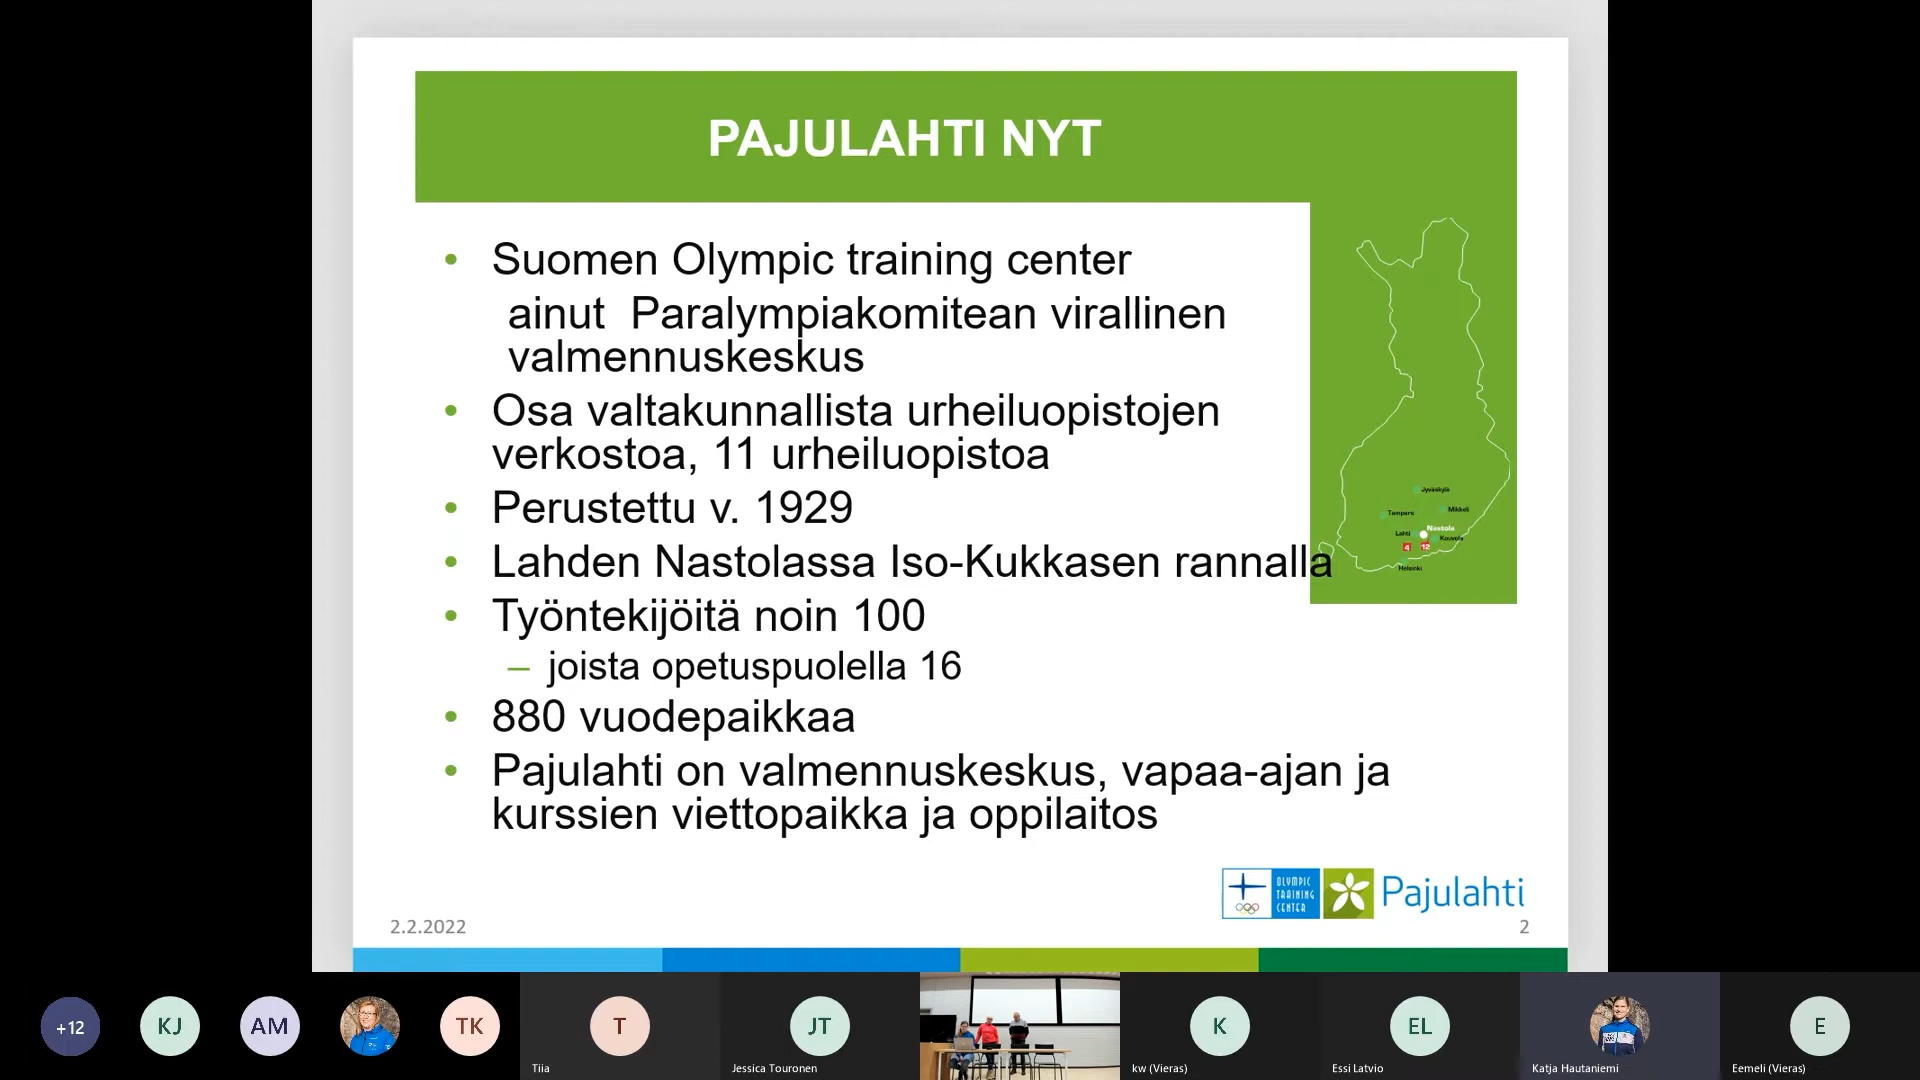 PAJULAHTI NYT
• Suomen Olympic training center
ainut Paralympiakomitean virallinen
valmennuskeskus
• Osa valtakunnallista urheiluopistojen
verkostoa, 11 urheiluopistoa
• Perustettu v. 1929
• Lahden Nastolassa Iso-Kukkasen rannalla
• Työntekijöitä noin 100
– joista opetuspuolella 16
• 880 vuodepaikkaa
• Pajulahti on valmennuskeskus, vapaa-ajan ja
kurssien viettopaikka ja oppilaitos
Jyväskylä
Mikkeli
Tampere
Nastola
Lahti
Kouvola
4
12
Helsinki
OLYMPIC
TRAINING
CENTER
Pajulahti
2.2.2022
2
+12
KJ
AM
TK
T
JT
K
EL
E
Tiia
Jessica Touronen
kw (Vieras)
Essi Latvio
Katja Hautaniemi
Eemeli (Vieras)